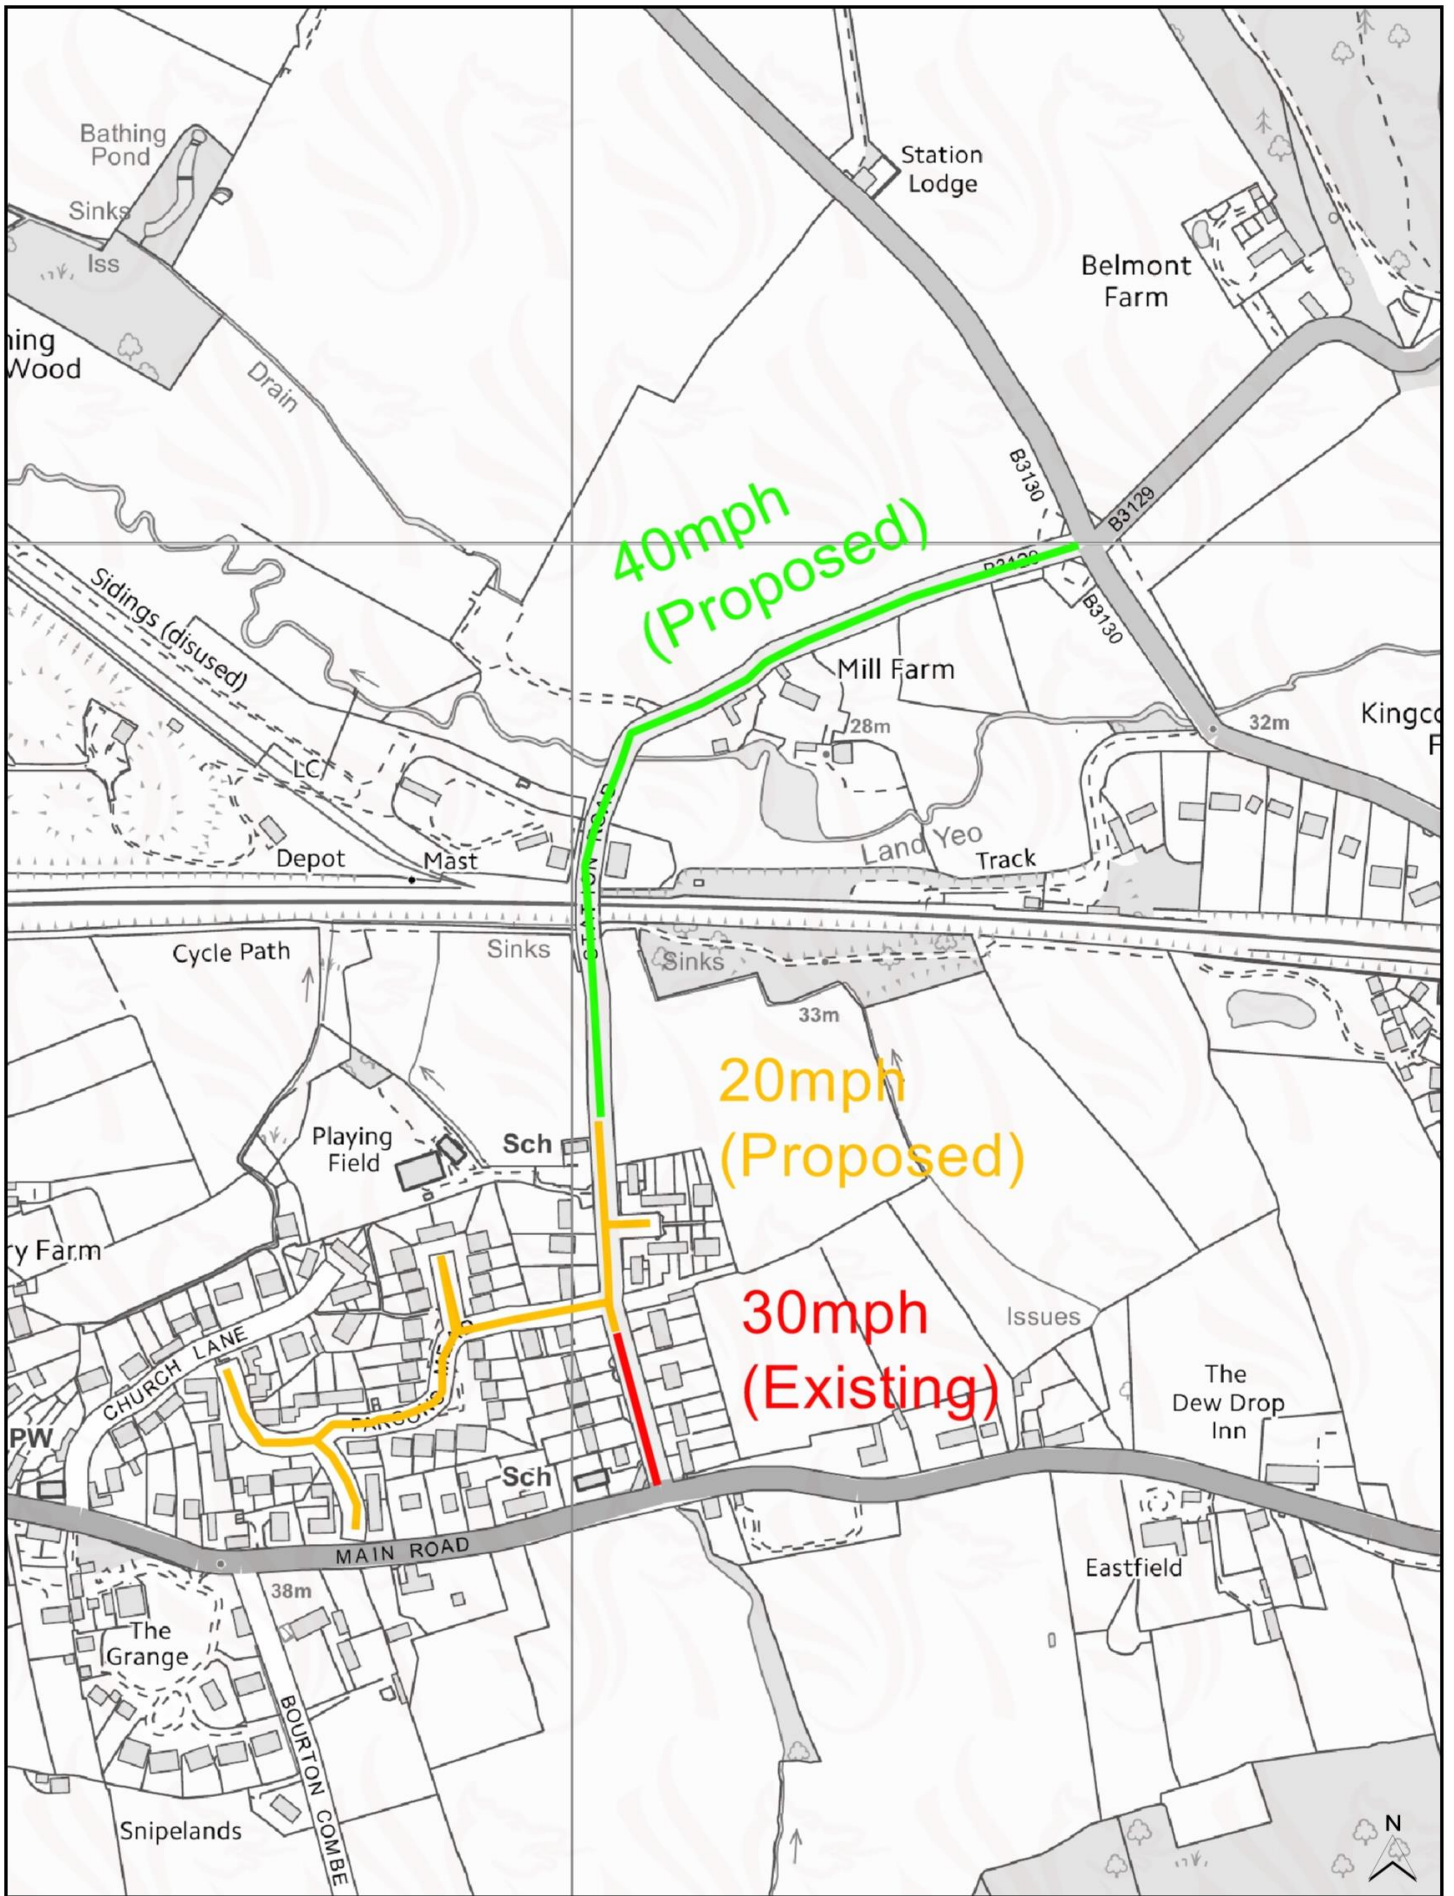 Bathing
Pond
Station
Lodge
Sinks
Belmont
Farm
Iss
Wood
Drain
B3130
B3129
40mph
(Proposed)
Sidings (disused)
B3130
Mill Farm
28m
32m
LC
STATION ROAD
Land Yeo
Depot
Mast
Track
Cycle Path
Sinks
Sinks
33m
20mph
(Proposed)
Playing
Field
Sch
ry Farm
30mph
(Existing)
Issues
CHURCH LANE
The
Dew Drop
Inn
PW
Sch
MAIN ROAD
38m
Eastfield
The
Grange
BOURTON COMBE
Snipelands
N